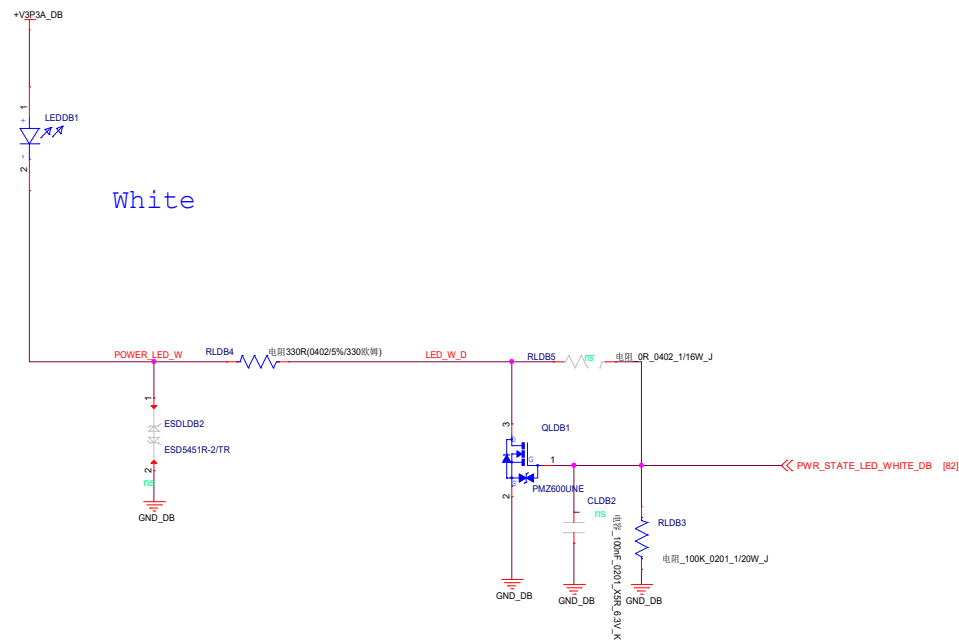 +V3P3A_DB
1
LEDDB1
+
-
2
White
POWER_LED_W
RLDB4
电阻330R(0402/5%/330欧姆)
LED_W_D
RLDB5
ns
电阻_0R_0402_1/16W_J
1
ESDLDB2
ESD5451R-2/TR
2
ns
GND_DB
3
QLDB1
1
PMZ600UNE
2
GND_DB
PWR_STATE_LED_WHITE_DB [82]
CLDB2
ns
电容_100nF_0201_X5R_6.3V_K
GND_DB
RLDB3
电阻_100K_0201_1/20W_J
GND_DB